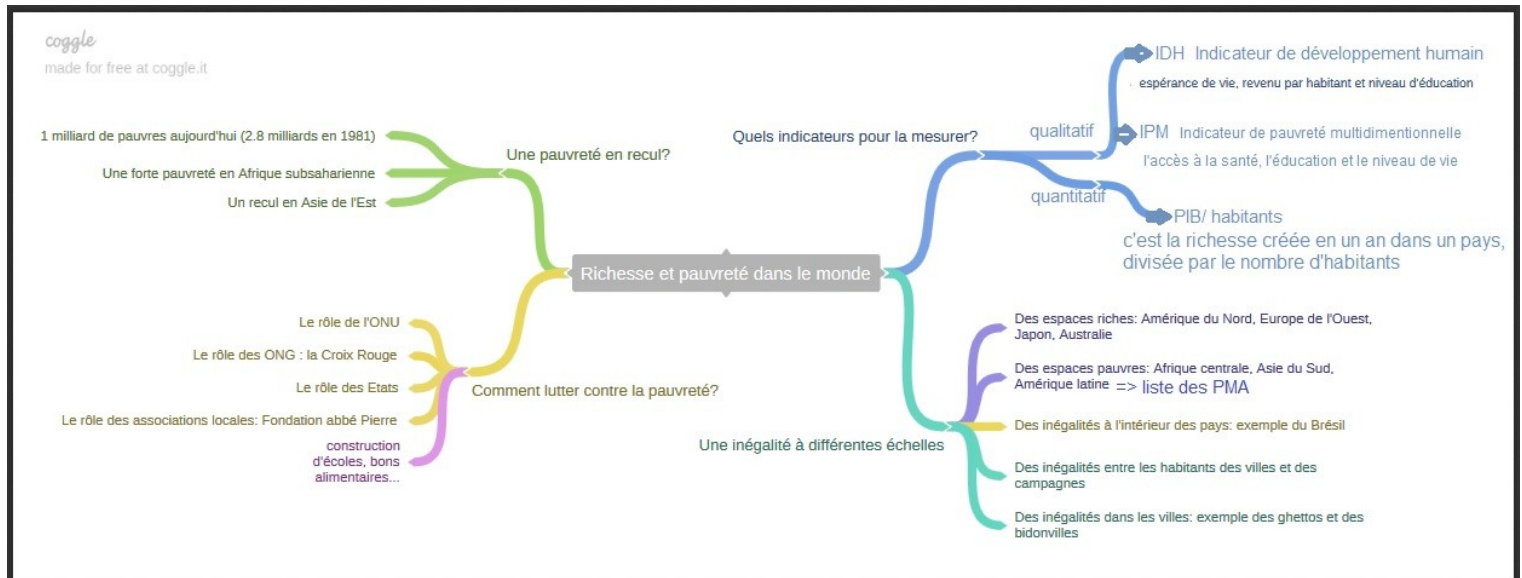 coggle
made for free at coggle.it
Richesse et pauvreté dans le monde
Une pauvreté en recul?
1 milliard de pauvres aujourd'hui (2.8 milliards en 1981)
Une forte pauvreté en Afrique subsaharienne
Un recul en Asie de l'Est
Comment lutter contre la pauvreté?
Le rôle de l'ONU
Le rôle des ONG : la Croix Rouge
Le rôle des Etats
Le rôle des associations locales: Fondation abbé Pierre
construction
d'écoles, bons
alimentaires...
Quels indicateurs pour la mesurer?
qualitatif
IDH Indicateur de développement humain
espérance de vie, revenu par habitant et niveau d'éducation
IPM Indicateur de pauvreté multidimentionnelle
l'accès à la santé, l'éducation et le niveau de vie
quantitatif
PIB/ habitants
c'est la richesse créée en un an dans un pays,
divisée par le nombre d'habitants
Une inégalité à différentes échelles
Des espaces riches: Amérique du Nord, Europe de l'Ouest,
Japon, Australie
Des espaces pauvres: Afrique centrale, Asie du Sud,
Amérique latine => liste des PMA
Des inégalités à l'intérieur des pays: exemple du Brésil
Des inégalités entre les habitants des villes et des
campagnes
Des inégalités dans les villes: exemple des ghettos et des
bidonvilles